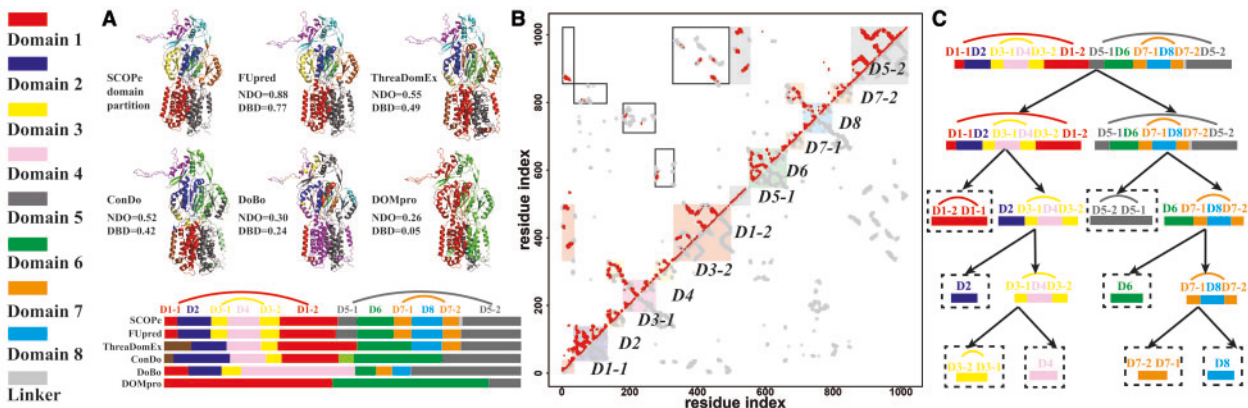 Domain 1
Domain 2
Domain 3
Domain 4
Domain 5
Domain 6
Domain 7
Domain 8
Linker
A
SCOPe
domain
partition
FUpred
NDO=0.88
DBD=0.77
ThreaDomEx
NDO=0.55
DBD=0.49
ConDo
NDO=0.52
DBD=0.42
DoBo
NDO=0.30
DBD=0.24
DOMpro
NDO=0.26
DBD=0.05
D1-1 D2 D3-1 D4 D3-2 D1-2 D5-1 D6 D7-1 D8 D7-2 D5-2
SCOPe
FUpred
ThreaDomEx
ConDo
DoBo
DOMpro
B
residue index
1000
800
600
400
200
0
D5-2
D7-2
D8
D7-1
D6
D5-1
D1-2
D3-2
D4
D3-1
D2
D1-1
0 200 400 600 800 1000
residue index
C
D1-1 D2 D3-1 D4 D3-2 D1-2 D5-1 D6 D7-1 D8 D7-2 D5-2
D1-1 D2 D3-1 D4 D3-2 D1-2
D5-1 D6 D7-1 D8 D7-2 D5-2
D1-2 D1-1
D2 D3-1 D4 D3-2
D5-2 D5-1
D6 D7-1 D8 D7-2
D2
D3-1 D4 D3-2
D6
D7-1 D8 D7-2
D3-2 D3-1
D4
D7-2 D7-1
D8